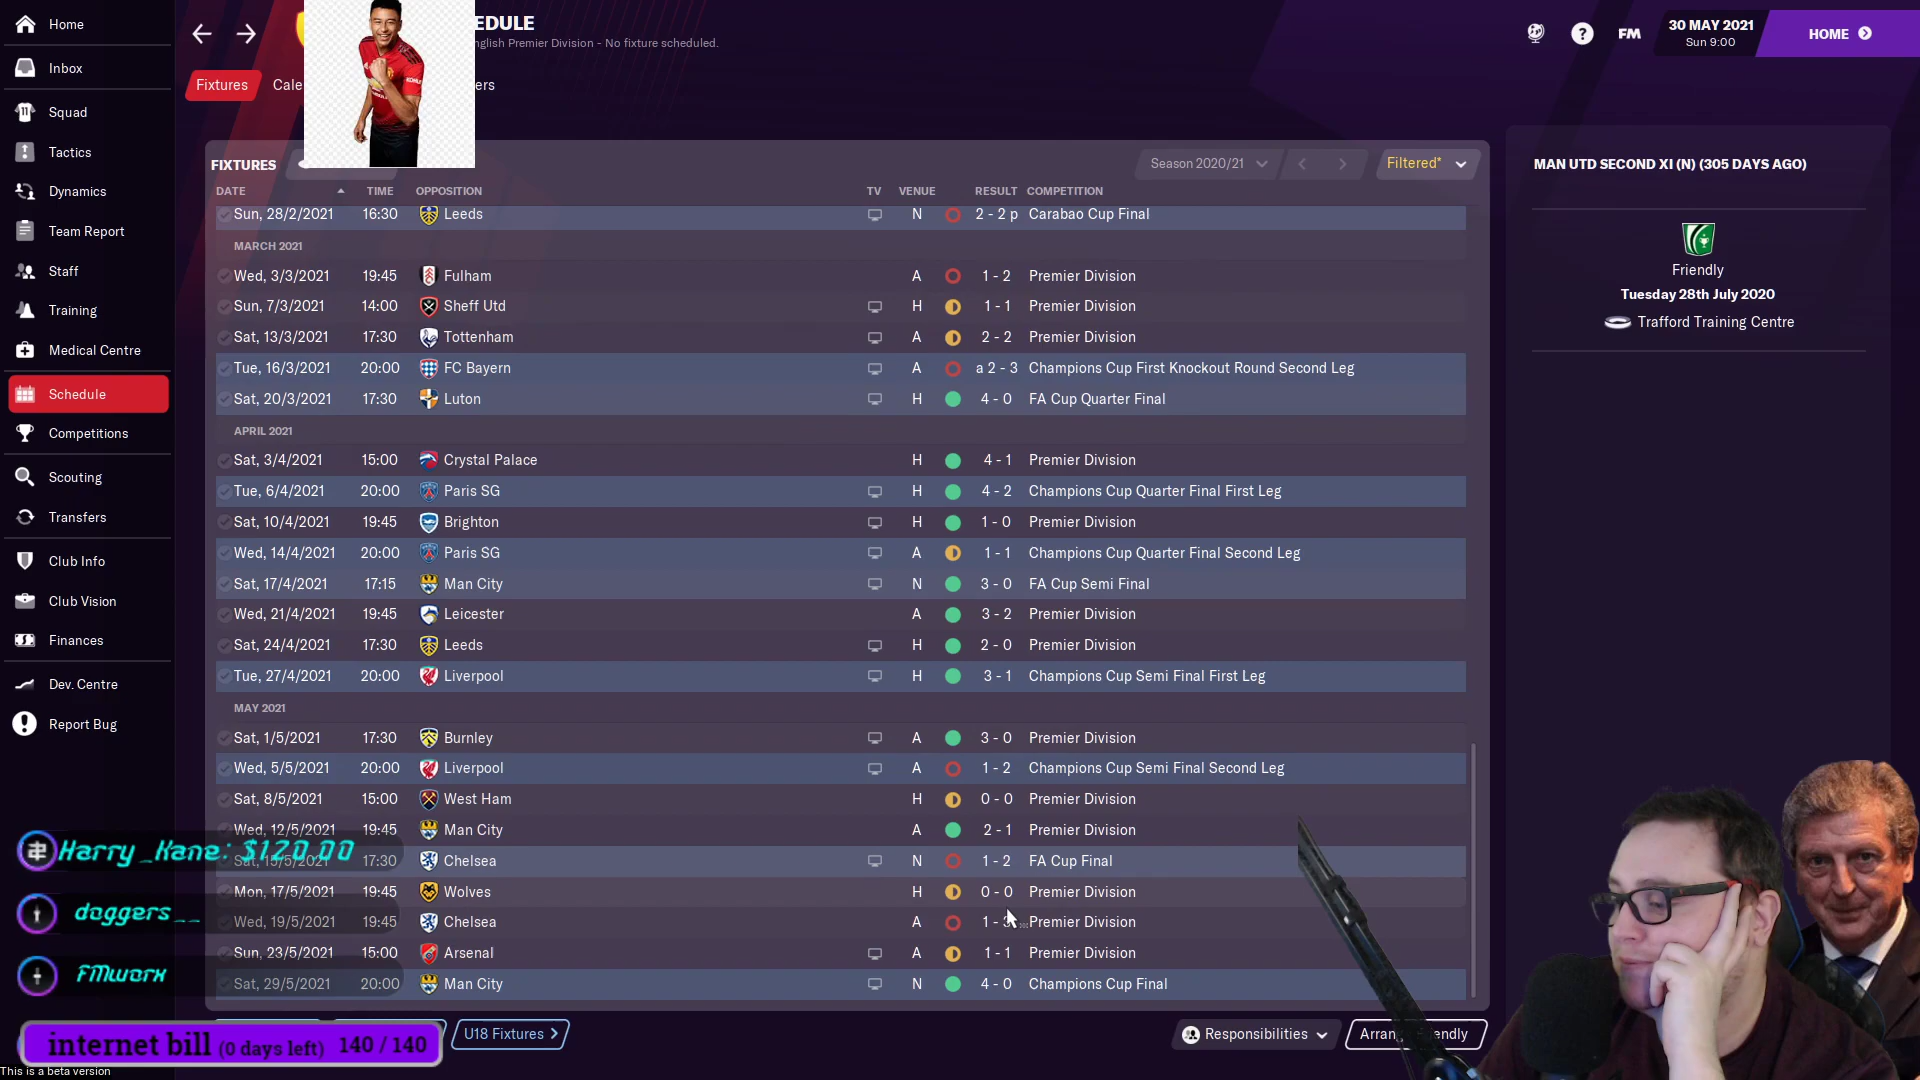 Home
EDULE
nglish Premier Division - No fixture scheduled.
FM
30 MAY 2021
Sun 9:00
HOME
Inbox
Fixtures
Cale
ers
Squad
Tactics
Dynamics
Team Report
Staff
Training
Medical Centre
Schedule
Competitions
Scouting
Transfers
Club Info
Club Vision
Finances
Dev. Centre
Report Bug
FIXTURES
Season 2020/21
Filtered*
DATE TIME OPPOSITION TV VENUE RESULT COMPETITION
Sun, 28/2/2021 16:30 Leeds N 2 - 2 p Carabao Cup Final
MARCH 2021
Wed, 3/3/2021 19:45 Fulham A 1 - 2 Premier Division
Sun, 7/3/2021 14:00 Sheff Utd H 1 - 1 Premier Division
Sat, 13/3/2021 17:30 Tottenham A 2 - 2 Premier Division
Tue, 16/3/2021 20:00 FC Bayern A a 2 - 3 Champions Cup First Knockout Round Second Leg
Sat, 20/3/2021 17:30 Luton H 4 - 0 FA Cup Quarter Final
APRIL 2021
Sat, 3/4/2021 15:00 Crystal Palace H 4 - 1 Premier Division
Tue, 6/4/2021 20:00 Paris SG H 4 - 2 Champions Cup Quarter Final First Leg
Sat, 10/4/2021 19:45 Brighton H 1 - 0 Premier Division
Wed, 14/4/2021 20:00 Paris SG A 1 - 1 Champions Cup Quarter Final Second Leg
Sat, 17/4/2021 17:15 Man City N 3 - 0 FA Cup Semi Final
Wed, 21/4/2021 19:45 Leicester A 3 - 2 Premier Division
Sat, 24/4/2021 17:30 Leeds H 2 - 0 Premier Division
Tue, 27/4/2021 20:00 Liverpool H 3 - 1 Champions Cup Semi Final First Leg
MAY 2021
Sat, 1/5/2021 17:30 Burnley A 3 - 0 Premier Division
Wed, 5/5/2021 20:00 Liverpool A 1 - 2 Champions Cup Semi Final Second Leg
Sat, 8/5/2021 15:00 West Ham H 0 - 0 Premier Division
Wed, 12/5/2021 19:45 Man City A 2 - 1 Premier Division
Sat, 15/5/2021 17:30 Chelsea N 1 - 2 FA Cup Final
Mon, 17/5/2021 19:45 Wolves H 0 - 0 Premier Division
Wed, 19/5/2021 19:45 Chelsea A 1 - Premier Division
Sun, 23/5/2021 15:00 Arsenal A 1 - 1 Premier Division
Sat, 29/5/2021 20:00 Man City N 4 - 0 Champions Cup Final
U18 Fixtures
Responsibilities
Arrang endly
MAN UTD SECOND XI (N) (305 DAYS AGO)
Friendly
Tuesday 28th July 2020
Trafford Training Centre
Harry_Kane: $120.00
daggers__
FMworx
internet bill (0 days left) 140 / 140
This is a beta version